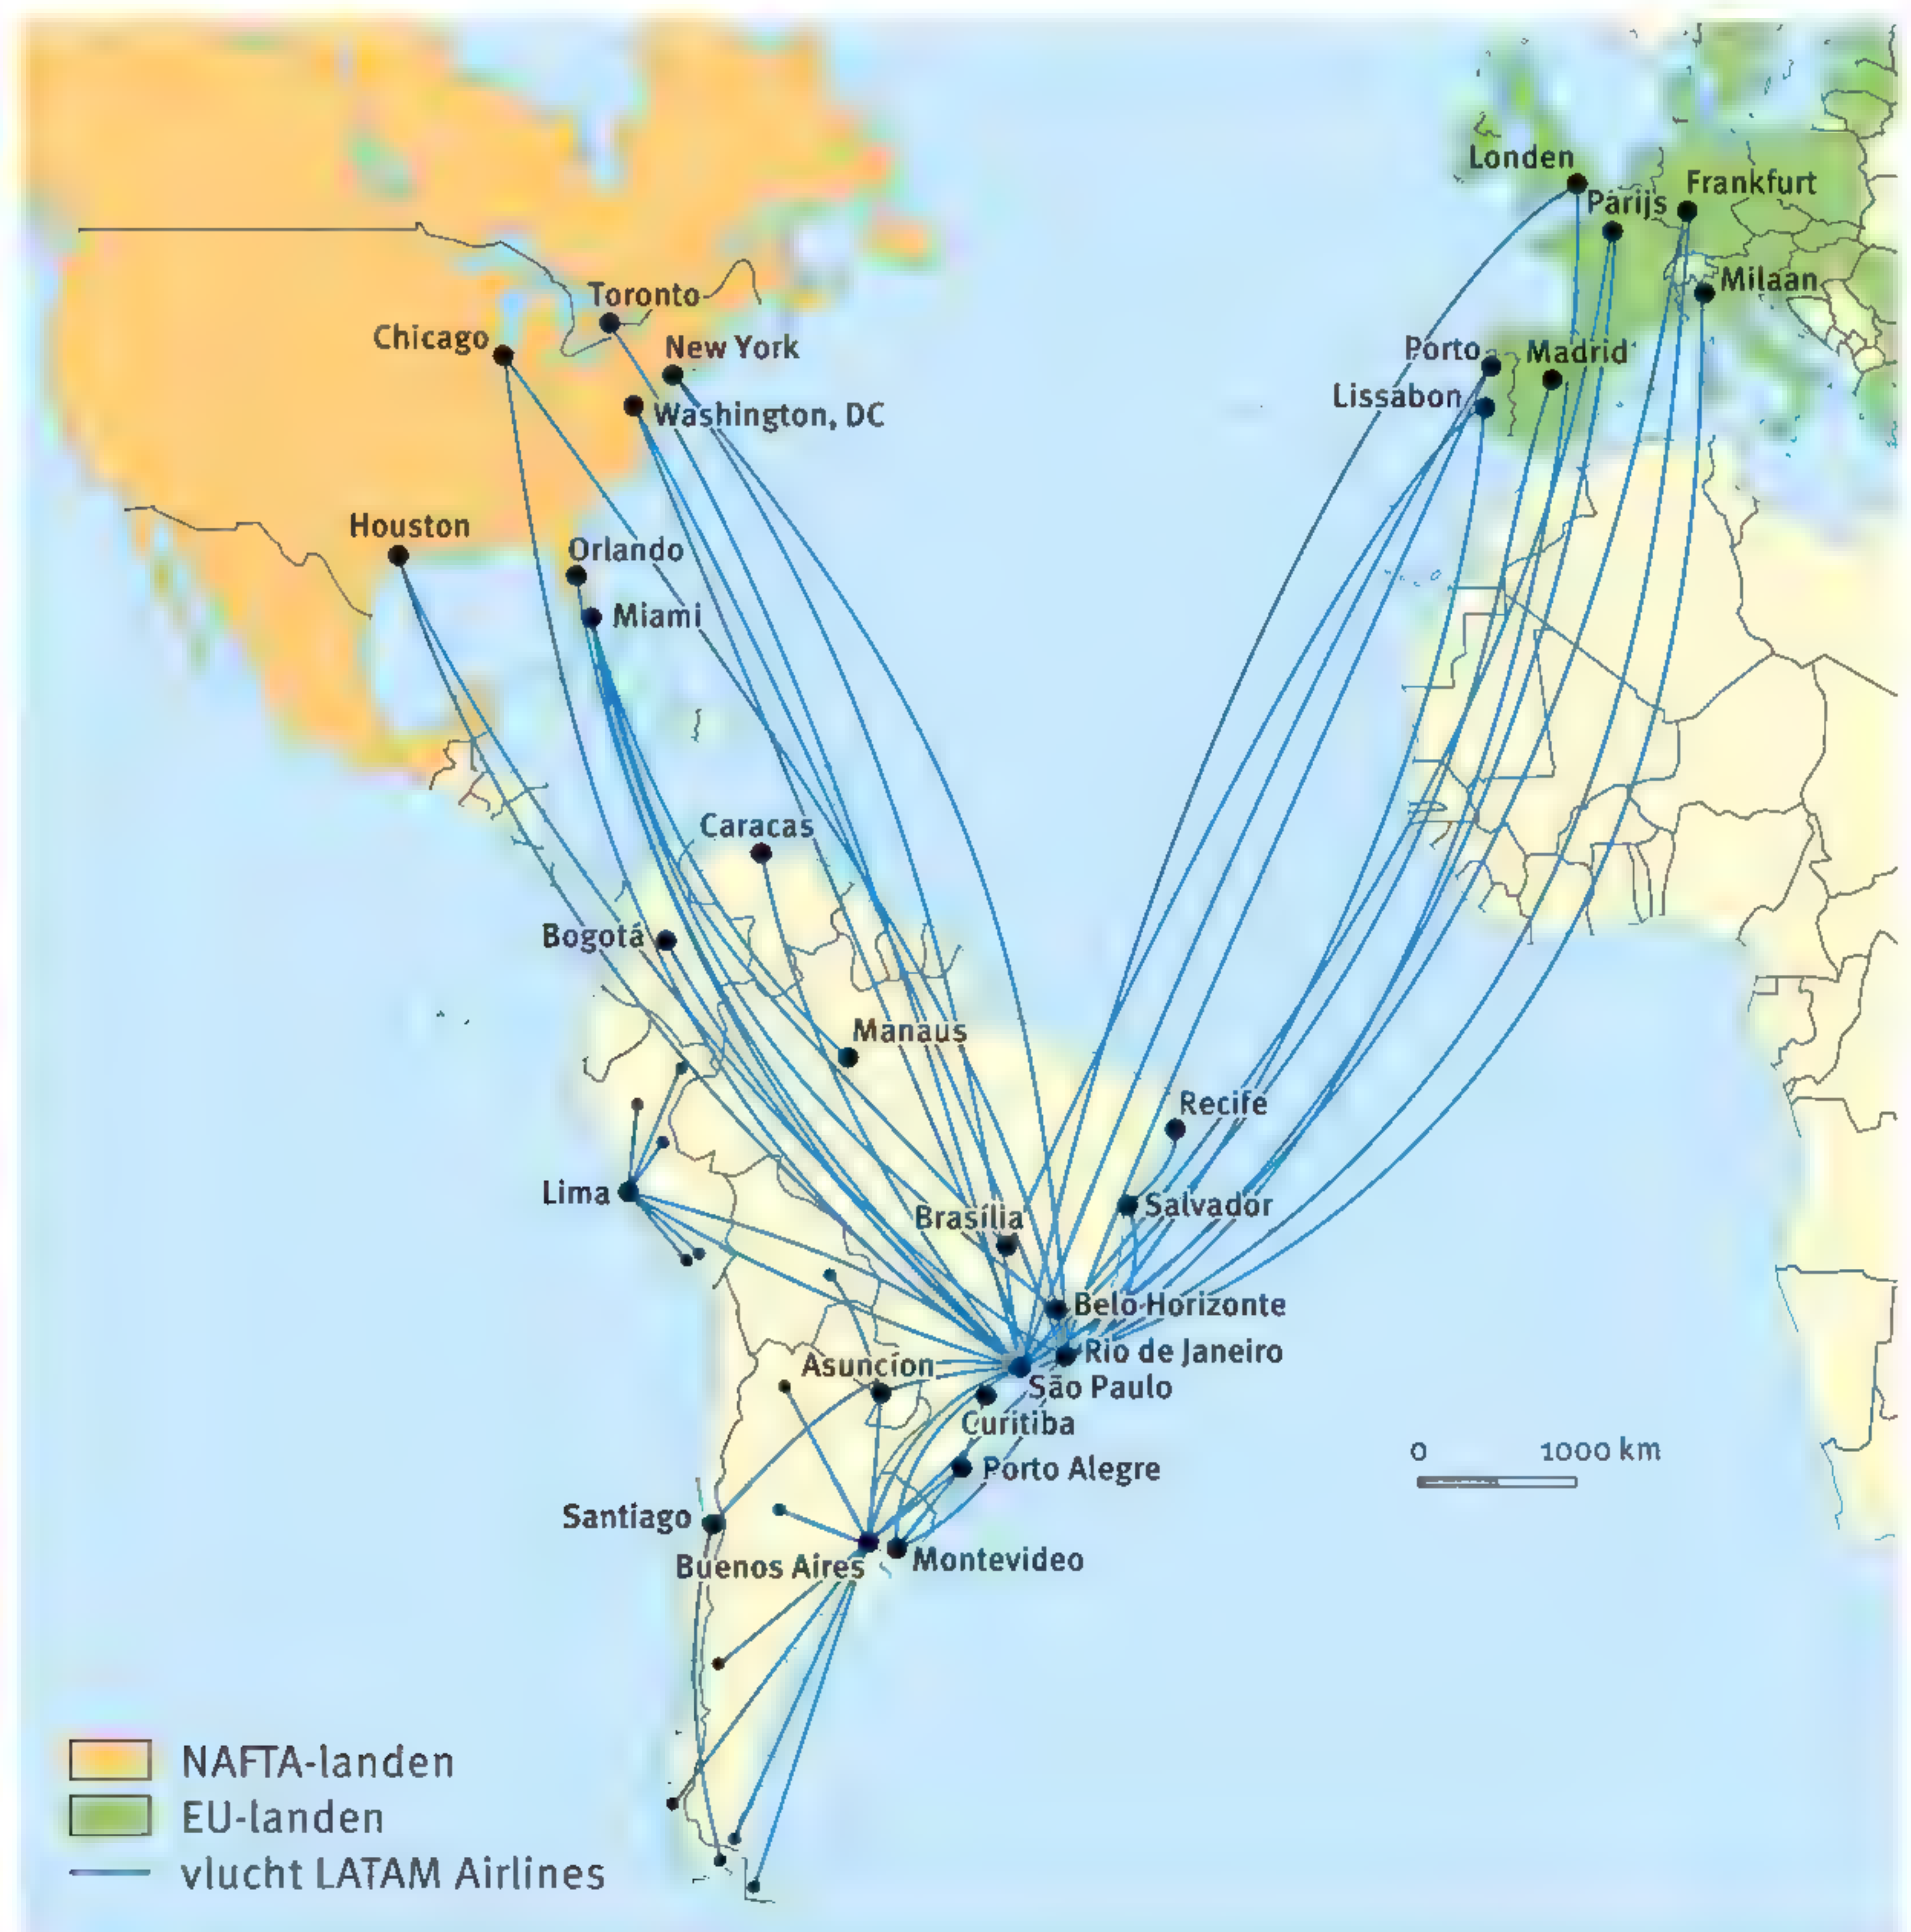 Londen
Frankfurt
Parijs
Milaan
Toronto
Chicago
New York
Porto
Madrid
Lissabon
Washington, DC
Houston
Orlando
Miami
Caracas
Bogotá
Manaus
Recife
Lima
Salvador
Brasília
Belo Horizonte
Rio de Janeiro
Asuncíon
São Paulo
Curitiba
0 1000 km
Porto Alegre
Santiago
Buenos Aires
Montevideo
NAFTA-landen
EU-landen
vlucht LATAM Airlines